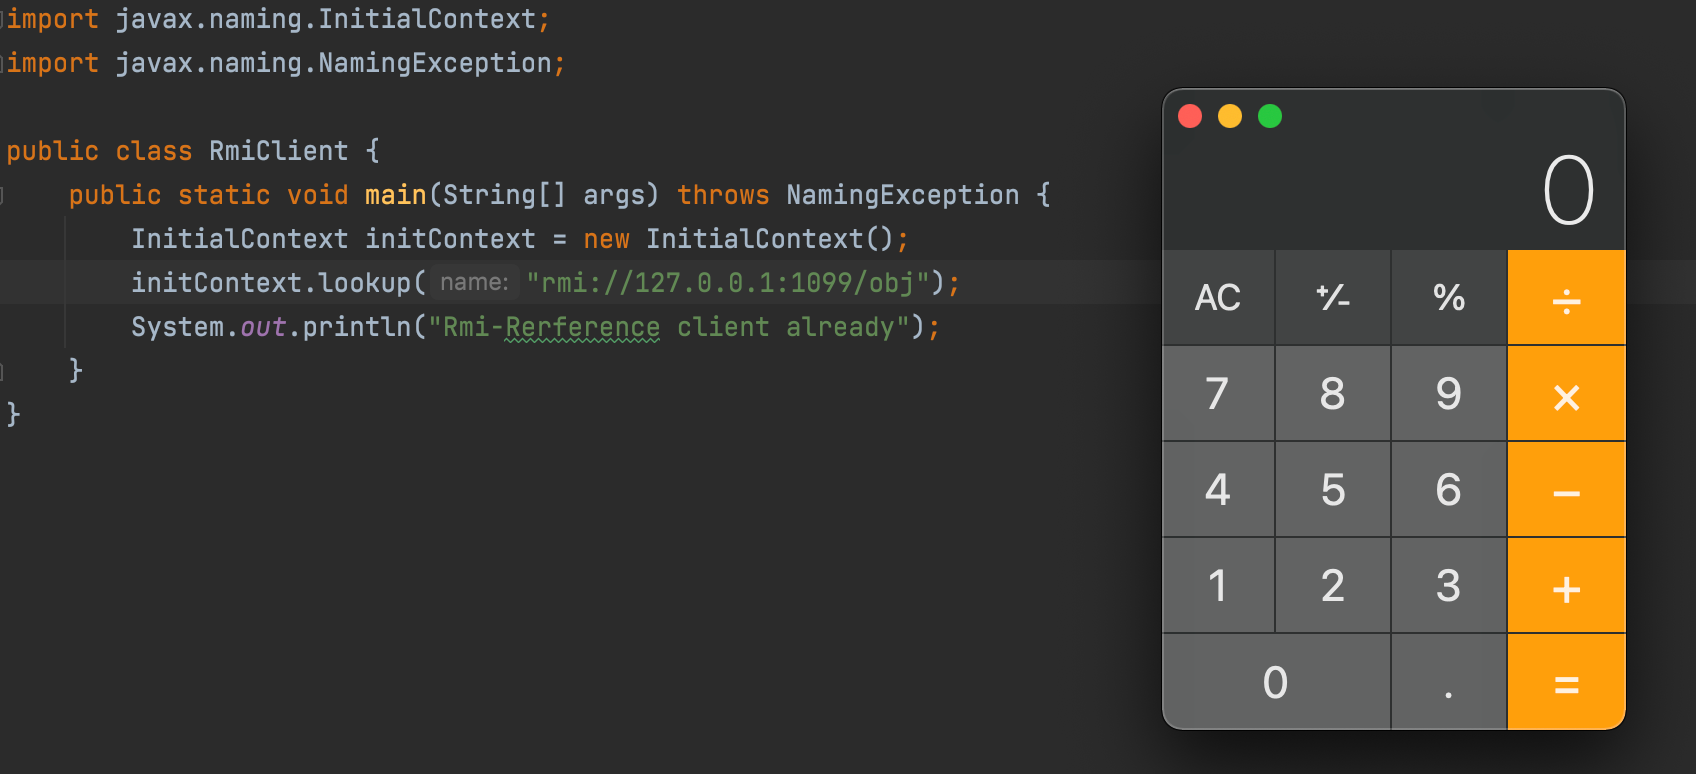 import javax.naming.InitialContext;
import javax.naming.NamingException;
public class RmiClient {
public static void main(String[] args) throws NamingException {
InitialContext initContext = new InitialContext();
initContext.lookup( name: "rmi://127.0.0.1:1099/obj");
System.out.println("Rmi-Rerference client already");
}
}
0
AC ⁺⁄₋ % ÷
7 8 9 ×
4 5 6 −
1 2 3 +
0 . =